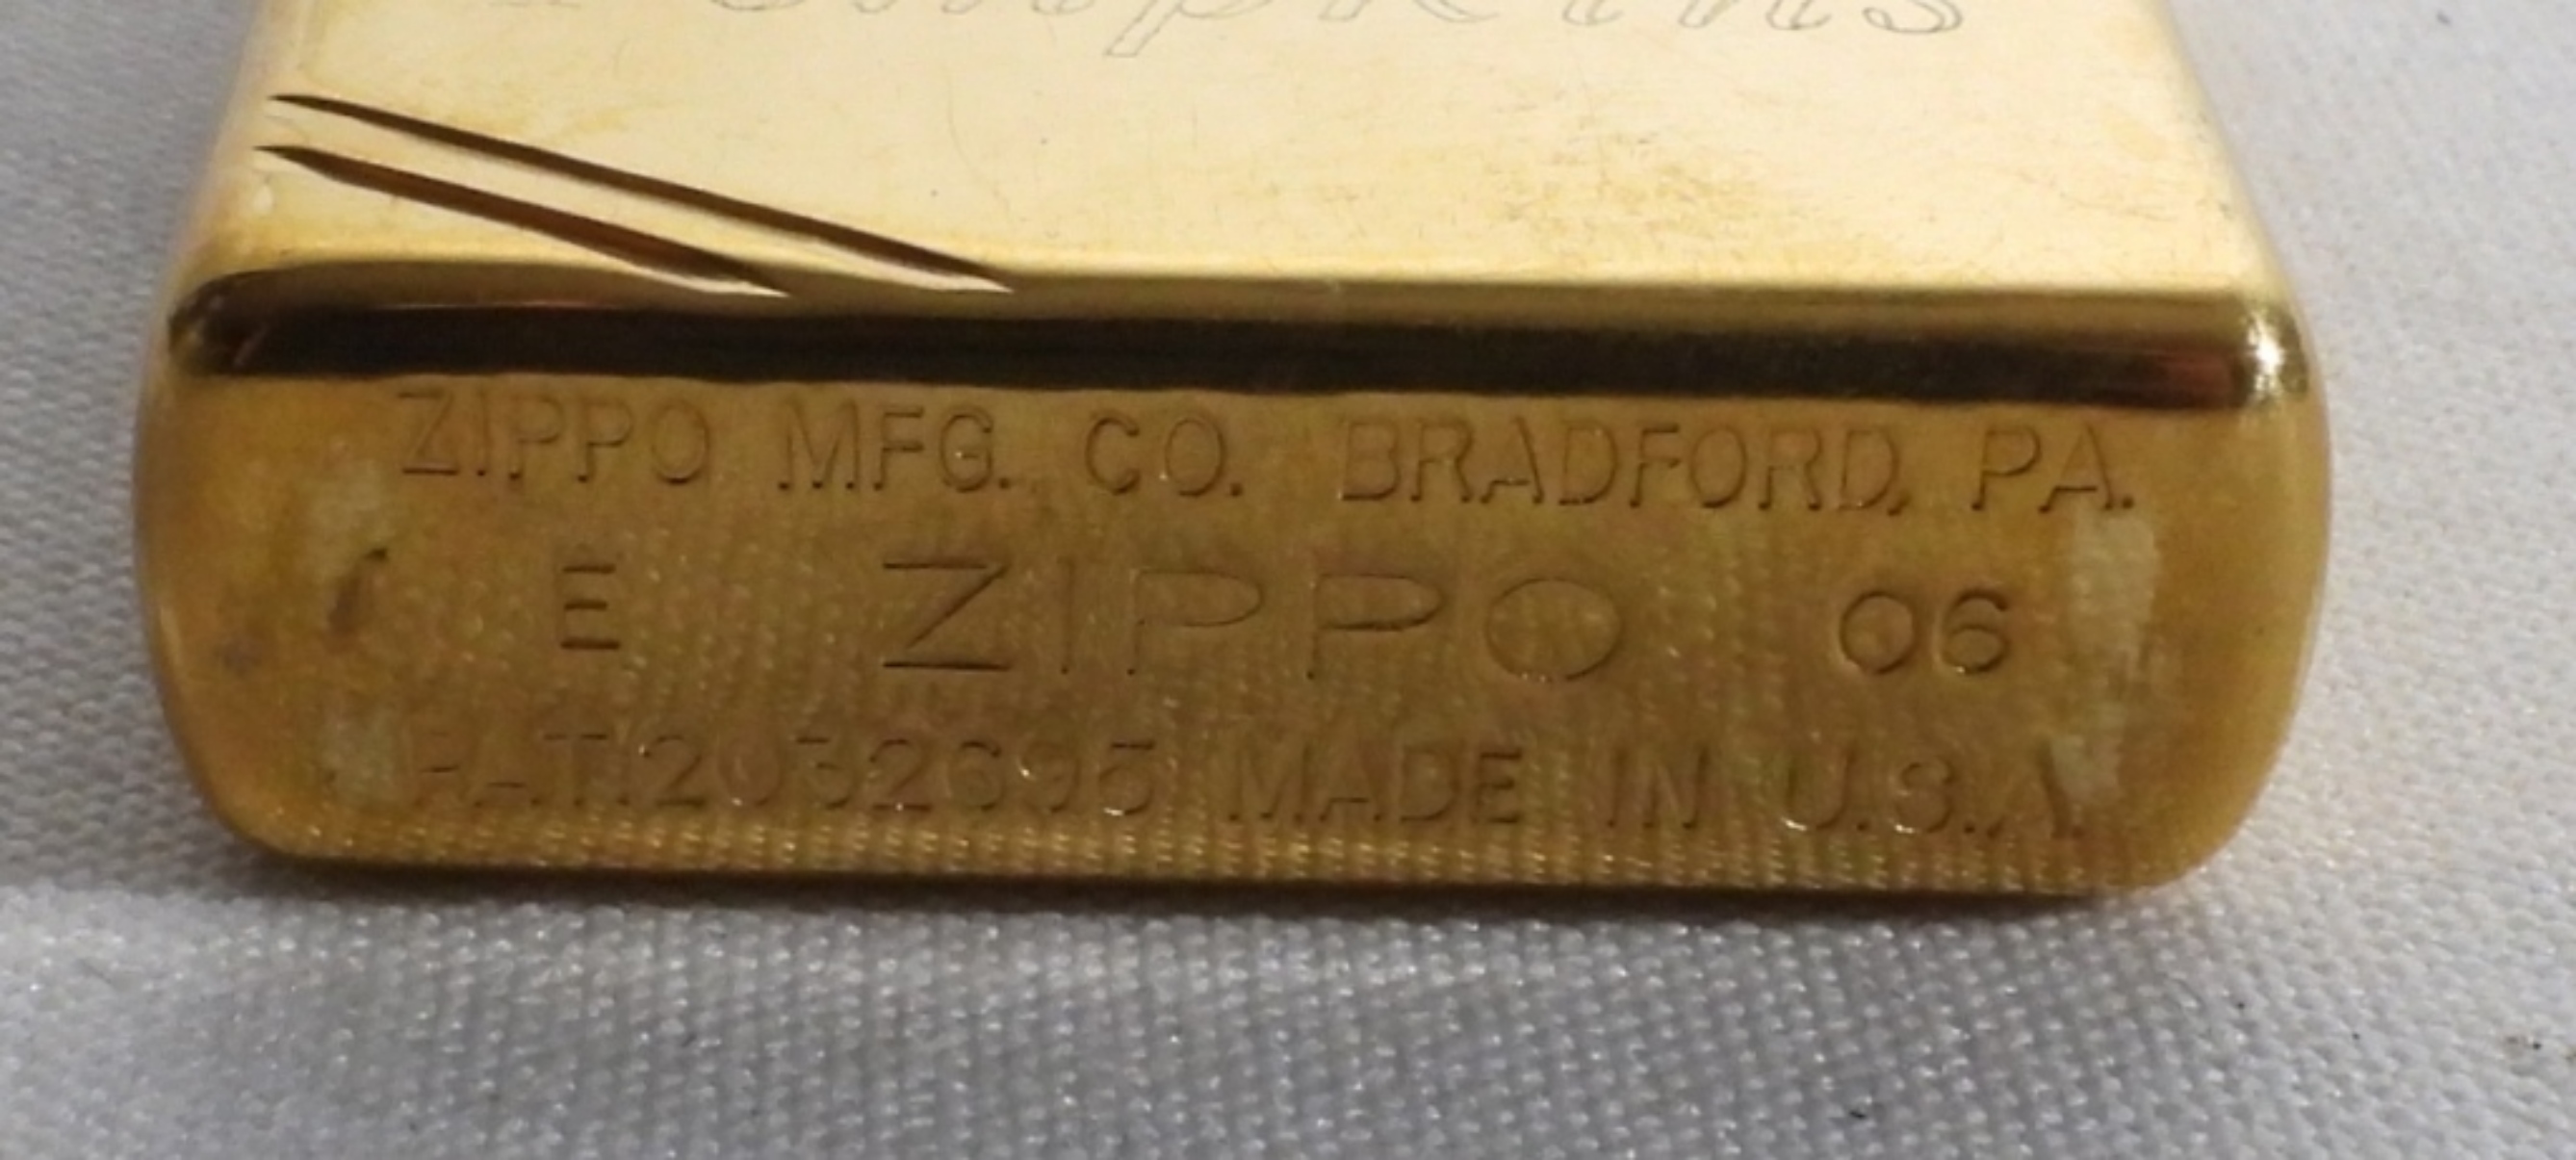 ZIPPO MFG. CO. BRADFORD, PA.
E ZIPPO 06
PAT. 2032695 MADE IN U.S.A.